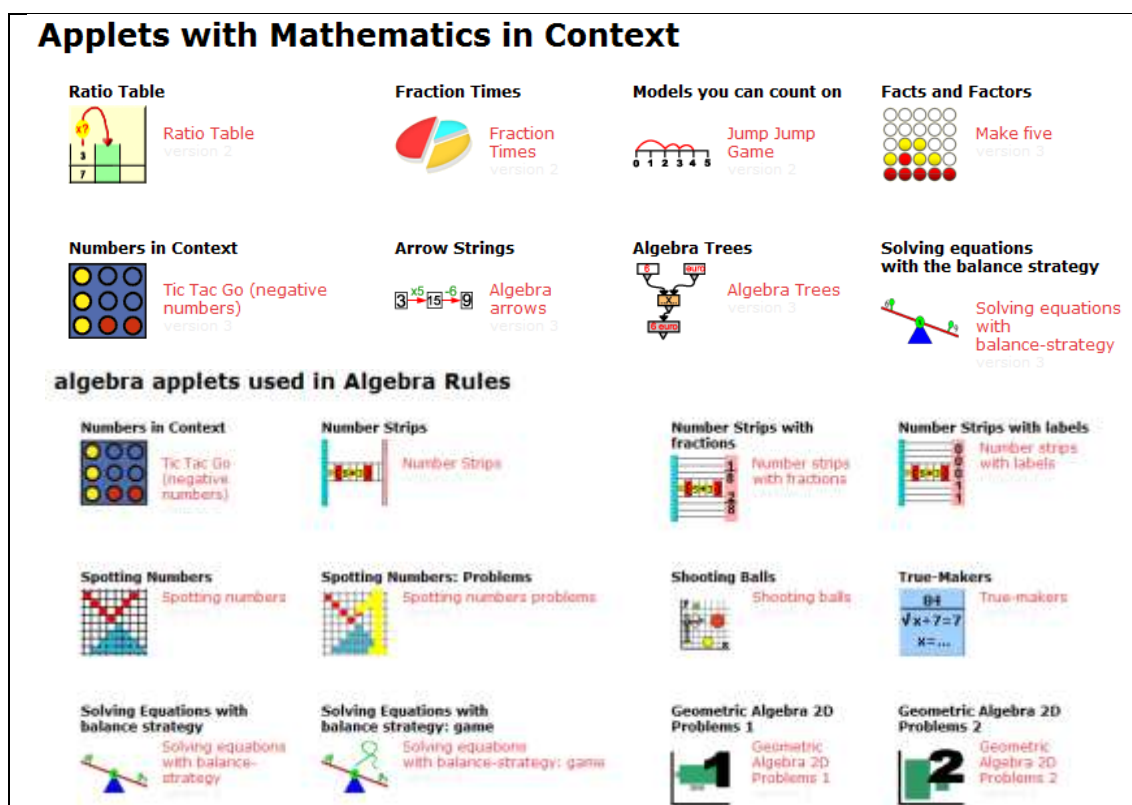 Applets with Mathematics in Context
Ratio Table
Fraction Times
Models you can count on
Facts and Factors
x?
3
7
Ratio Table
version 2
Fraction
Times
version 2
0 1 2 3 4 5
Jump Jump
Game
version 2
Make five
version 3
Numbers in Context
Arrow Strings
Algebra Trees
Solving equations
with the balance strategy
Tic Tac Go (negative
numbers)
version 3
3 x5 15 -6 9
Algebra
arrows
version 3
6 euro
X
6 euro
Algebra Trees
version 3
Solving equations
with
balance-strategy
version 3
algebra applets used in Algebra Rules
Numbers in Context
Number Strips
Number Strips with
fractions
Number Strips with labels
Tic Tac Go
(negative
numbers)
Number Strips
Number strips
with fractions
Number strips
with labels
Spotting Numbers
Spotting Numbers: Problems
Shooting Balls
True-Makers
Spotting numbers
Spotting numbers problems
Shooting balls
84
√x+7=7
x=...
True-makers
Solving Equations with
balance strategy
Solving Equations with
balance strategy: game
Geometric Algebra 2D
Problems 1
Geometric Algebra 2D
Problems 2
Solving equations
with balance-
strategy
Solving equations
with balance-strategy: game
1
Geometric
Algebra 2D
Problems 1
2
Geometric
Algebra 2D
Problems 2